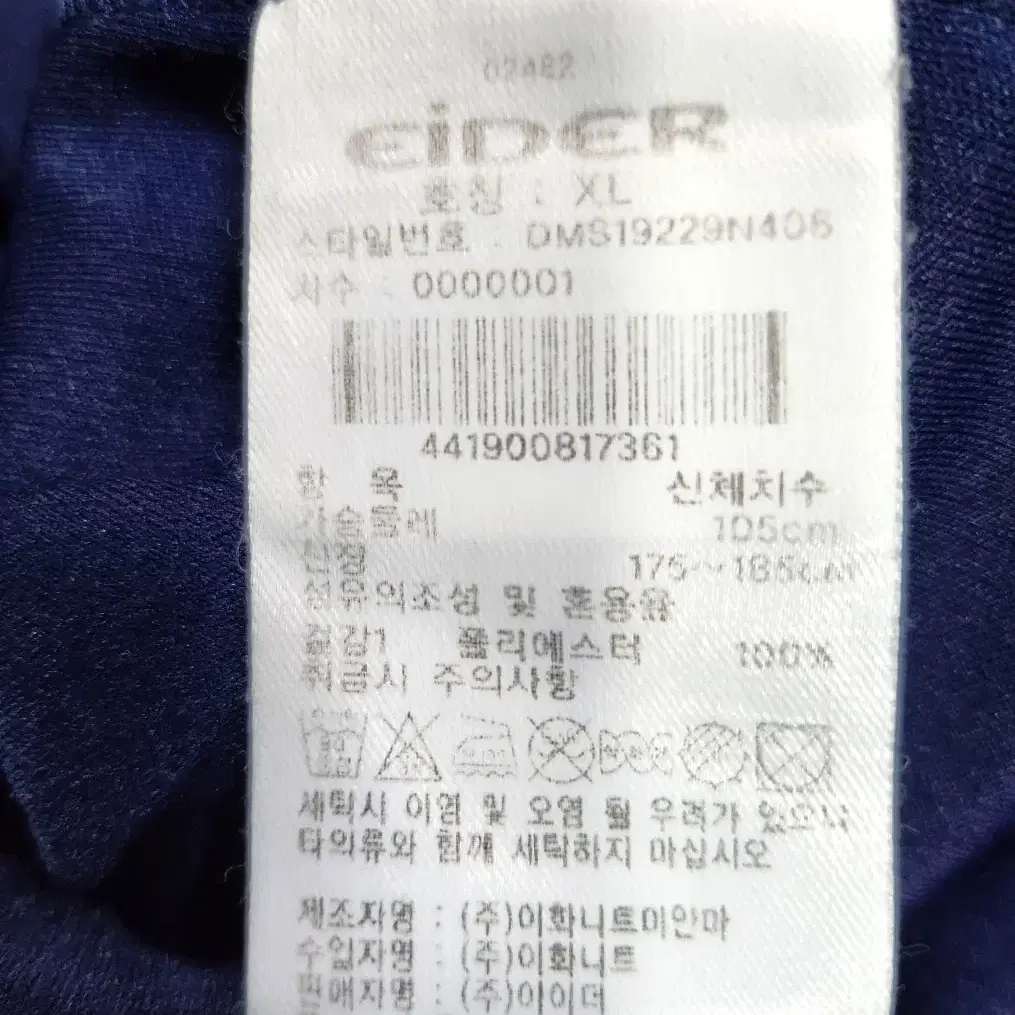 02482
EiDER
호칭 : XL
스타일번호 : DMS19229N406
차수 : 0000001
441900817361
항 목 신체치수
가슴둘레 105cm
신장 175~185cm
섬유의조성 및 혼용율
겉감1 폴리에스터 100%
취급시 주의사항
세탁시 이염 및 오염 될 우려가 있으니
타의류와 함께 세탁하지 마십시오
제조자명 : (주)이화니트미얀마
수입자명 : (주)이화니트
판매자명 : (주)아이더